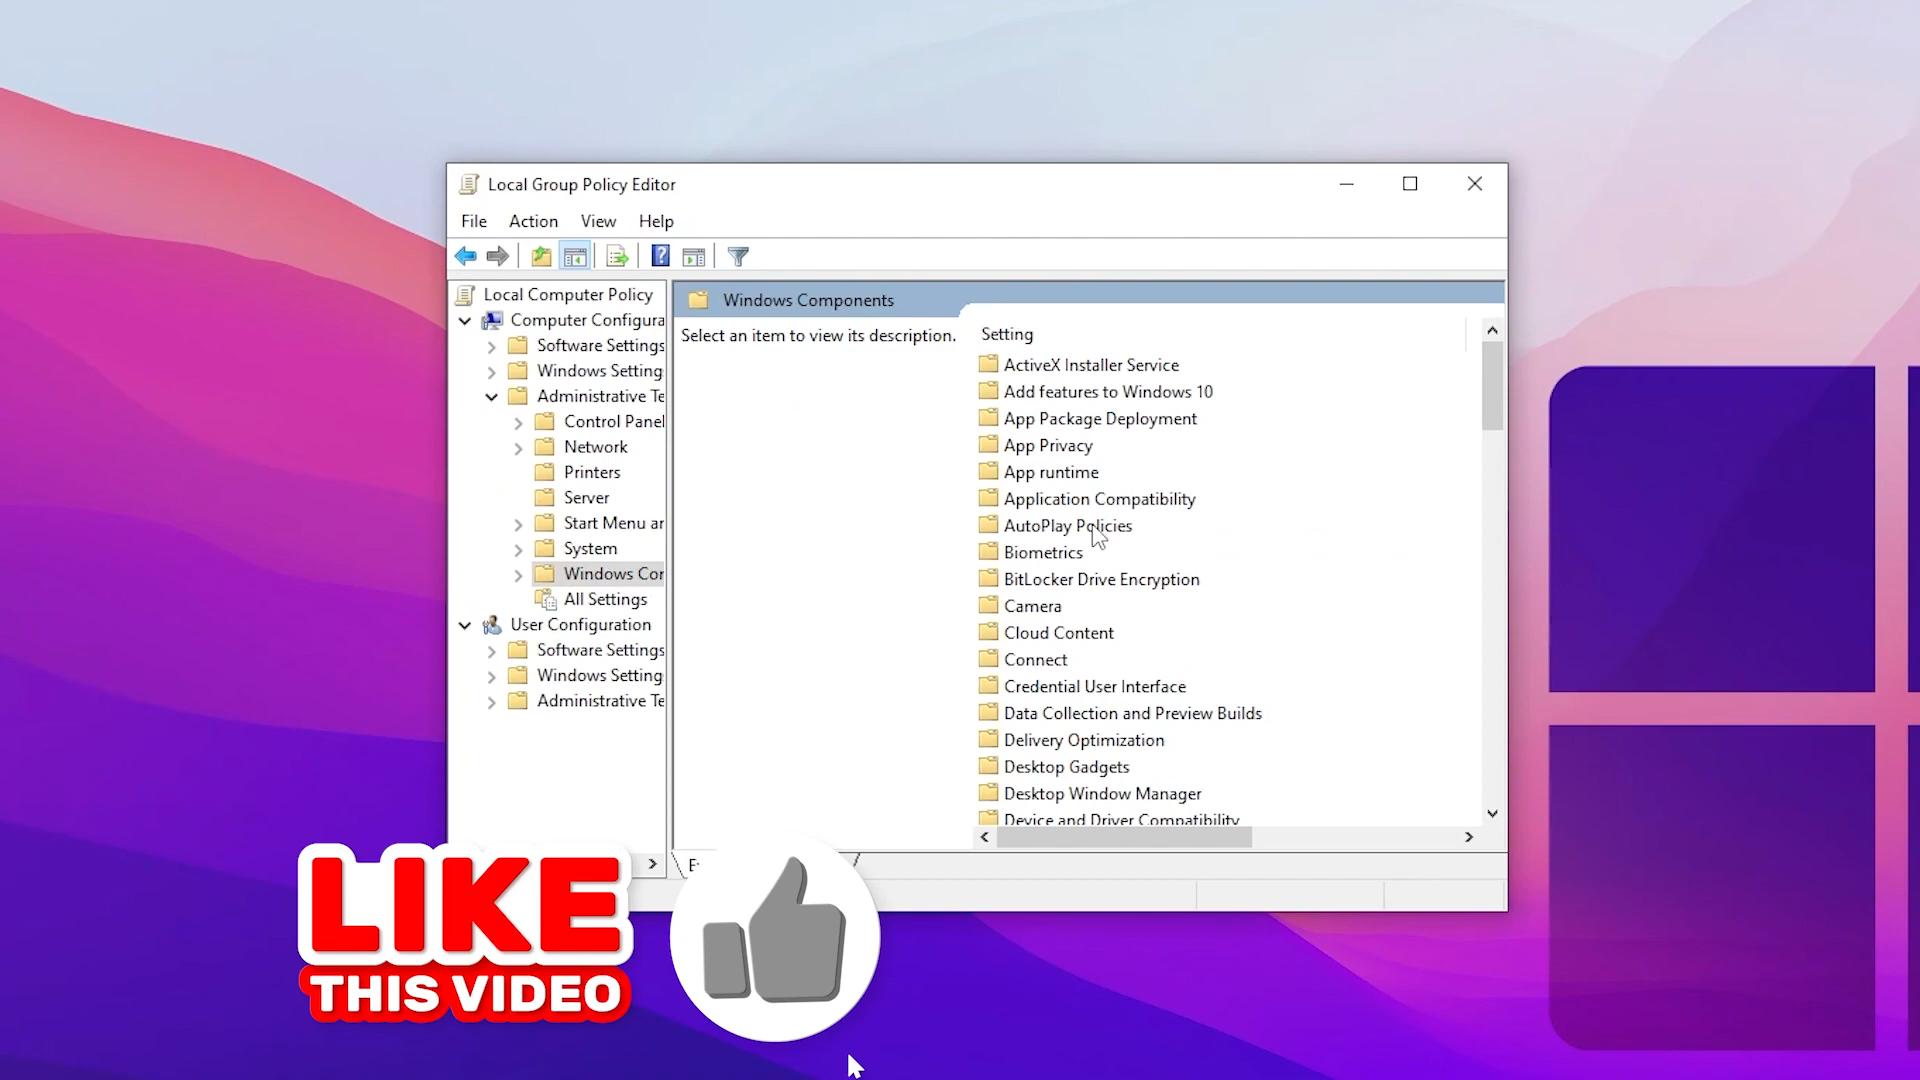 Local Group Policy Editor
File Action View Help
Local Computer Policy
Computer Configura
Software Settings
Windows Setting
Administrative Te
Control Panel
Network
Printers
Server
Start Menu ar
System
Windows Cor
All Settings
User Configuration
Software Settings
Windows Setting
Administrative Te
Windows Components
Select an item to view its description.
Setting
ActiveX Installer Service
Add features to Windows 10
App Package Deployment
App Privacy
App runtime
Application Compatibility
AutoPlay Policies
Biometrics
BitLocker Drive Encryption
Camera
Cloud Content
Connect
Credential User Interface
Data Collection and Preview Builds
Delivery Optimization
Desktop Gadgets
Desktop Window Manager
Device and Driver Compatibility
LIKE
THIS VIDEO